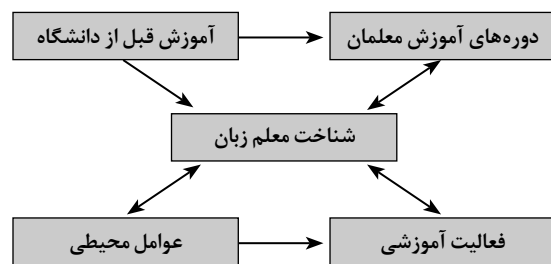 دوره‌های آموزش معلمان
آموزش قبل از دانشگاه
شناخت معلم زبان
فعالیت آموزشی
عوامل محیطی